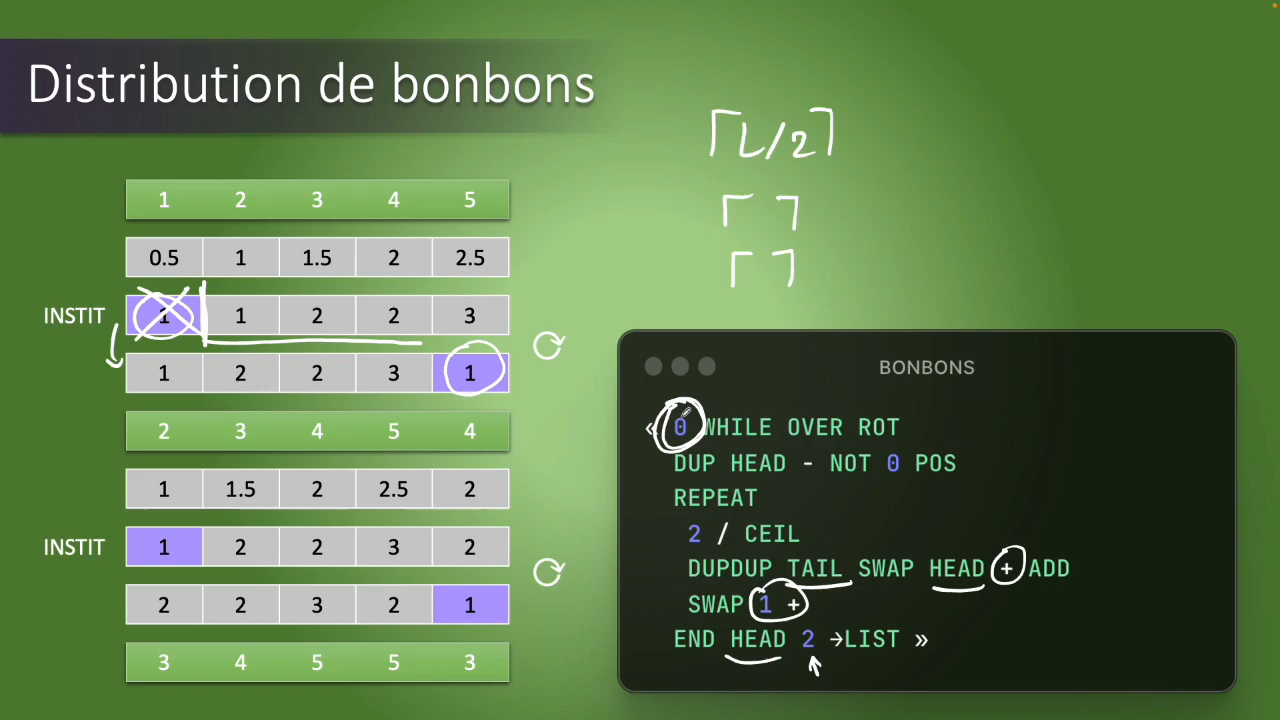 Distribution de bonbons
⌈L/2⌉
⌈ ⌉
⌈ ⌉
1 2 3 4 5
0.5 1 1.5 2 2.5
INSTIT 1 1 2 2 3
1 2 2 3 1
2 3 4 5 4
1 1.5 2 2.5 2
INSTIT 1 2 2 3 2
2 2 3 2 1
3 4 5 5 3
BONBONS
« 0 WHILE OVER ROT
DUP HEAD - NOT 0 POS
REPEAT
2 / CEIL
DUPDUP TAIL SWAP HEAD + ADD
SWAP 1 +
END HEAD 2 →LIST »